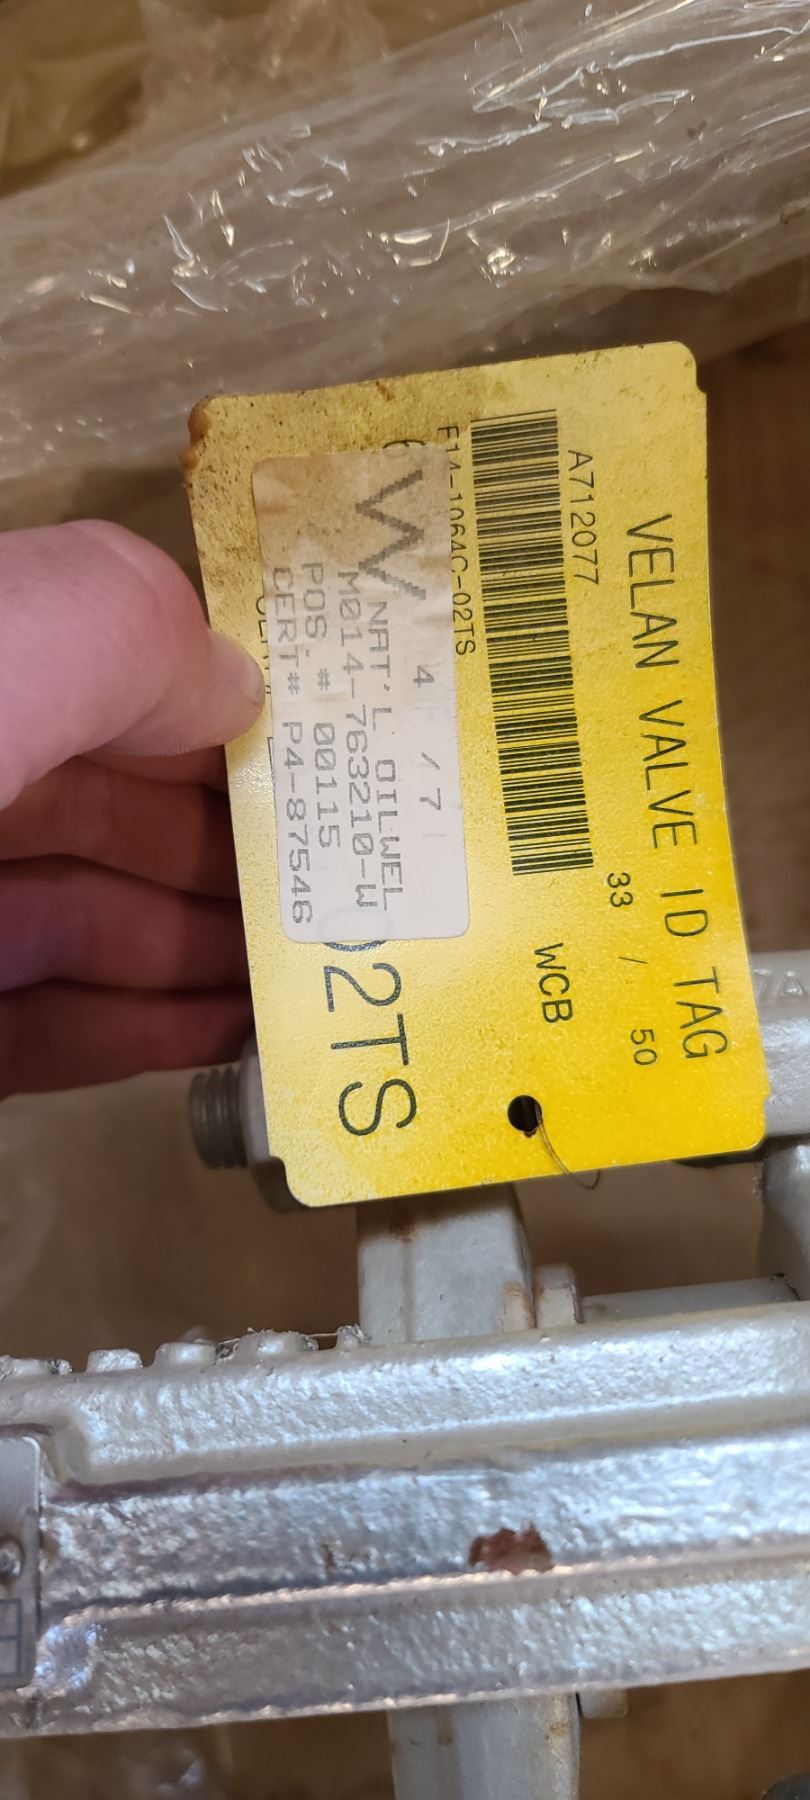 VELAN VALVE ID TAG
33 / 50
A712077
WCB
F14-1064C-02TS
02TS
4 /7
W NAT'L OILWEL
M014-763210-W
POS.# 00115
CERT# P4-87546